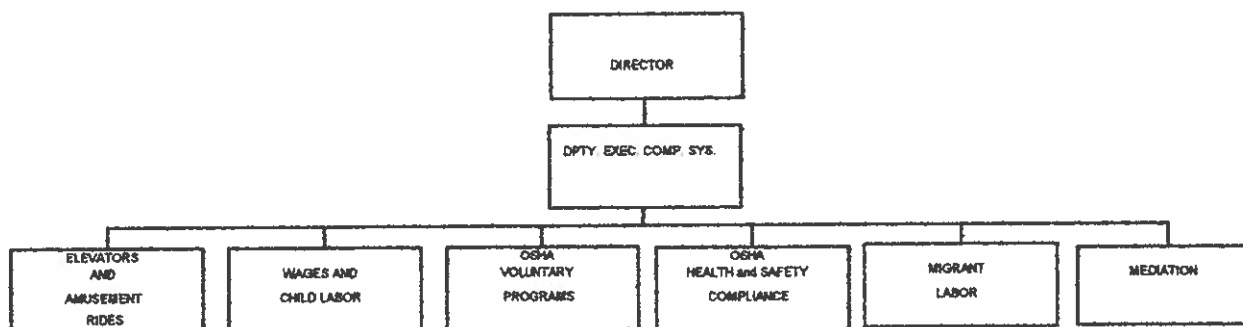 DIRECTOR
DPTY. EXEC. COMP. SYS.
ELEVATORS
AND
AMUSEMENT
RIDES
WAGES AND
CHILD LABOR
OSHA
VOLUNTARY
PROGRAMS
OSHA
HEALTH and SAFETY
COMPLIANCE
MIGRANT
LABOR
MEDIATION